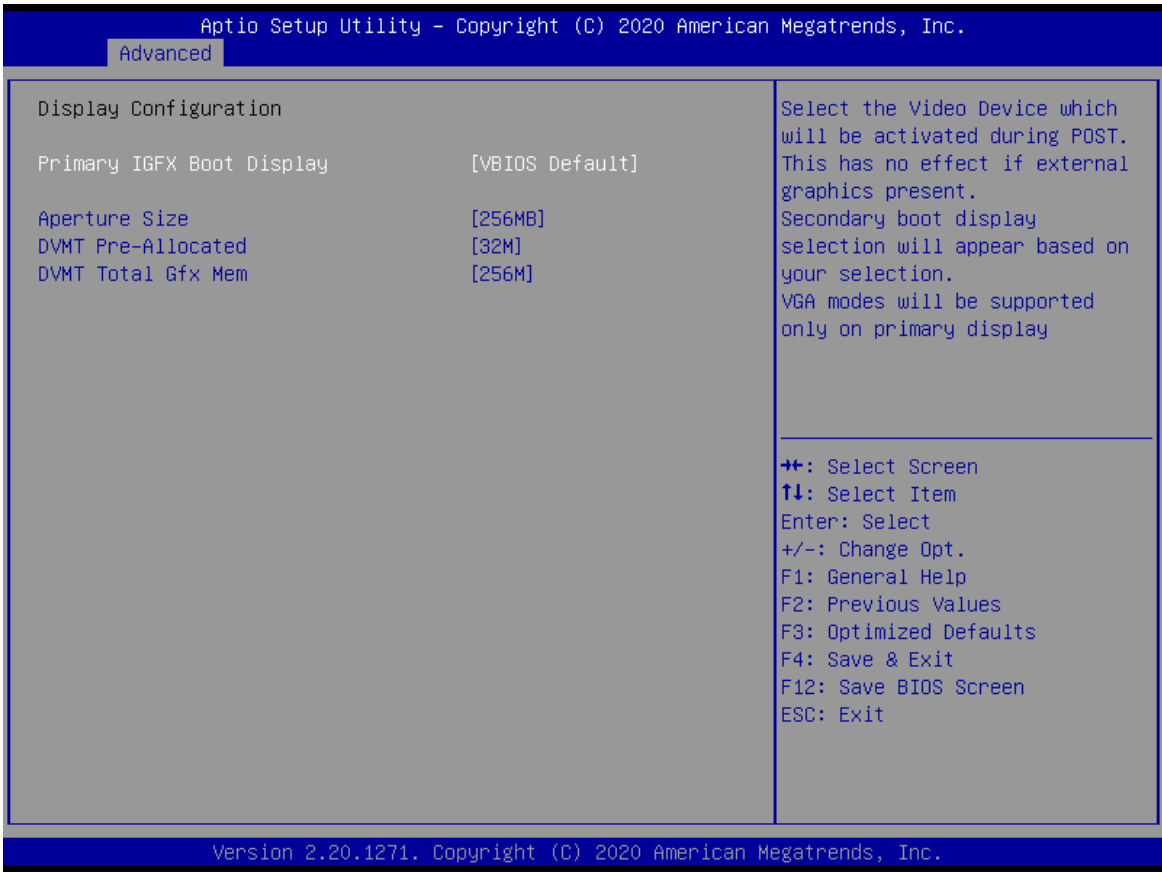 Aptio Setup Utility – Copyright (C) 2020 American Megatrends, Inc.
Advanced
Display Configuration
Primary IGFX Boot Display [VBIOS Default]
Aperture Size [256MB]
DVMT Pre-Allocated [32M]
DVMT Total Gfx Mem [256M]
Select the Video Device which
will be activated during POST.
This has no effect if external
graphics present.
Secondary boot display
selection will appear based on
your selection.
VGA modes will be supported
only on primary display
→←: Select Screen
↑↓: Select Item
Enter: Select
+/-: Change Opt.
F1: General Help
F2: Previous Values
F3: Optimized Defaults
F4: Save & Exit
F12: Save BIOS Screen
ESC: Exit
Version 2.20.1271. Copyright (C) 2020 American Megatrends, Inc.